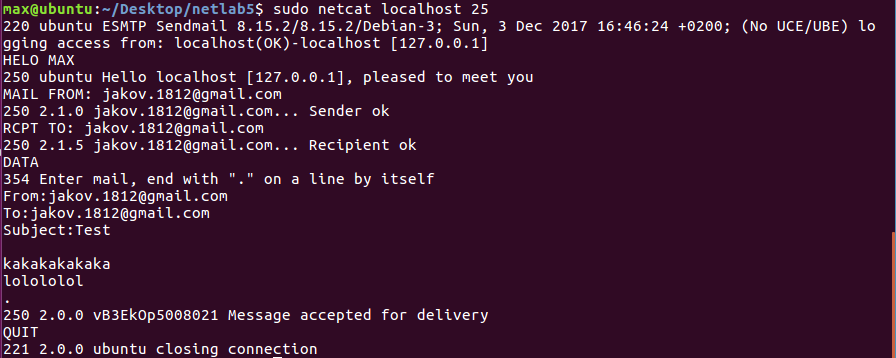 max@ubuntu:~/Desktop/netlab5$ sudo netcat localhost 25
220 ubuntu ESMTP Sendmail 8.15.2/8.15.2/Debian-3; Sun, 3 Dec 2017 16:46:24 +0200; (No UCE/UBE) lo
gging access from: localhost(OK)-localhost [127.0.0.1]
HELO MAX
250 ubuntu Hello localhost [127.0.0.1], pleased to meet you
MAIL FROM: jakov.1812@gmail.com
250 2.1.0 jakov.1812@gmail.com... Sender ok
RCPT TO: jakov.1812@gmail.com
250 2.1.5 jakov.1812@gmail.com... Recipient ok
DATA
354 Enter mail, end with "." on a line by itself
From:jakov.1812@gmail.com
To:jakov.1812@gmail.com
Subject:Test

kakakakakaka
lolololol
.
250 2.0.0 vB3EkOp5008021 Message accepted for delivery
QUIT
221 2.0.0 ubuntu closing connection